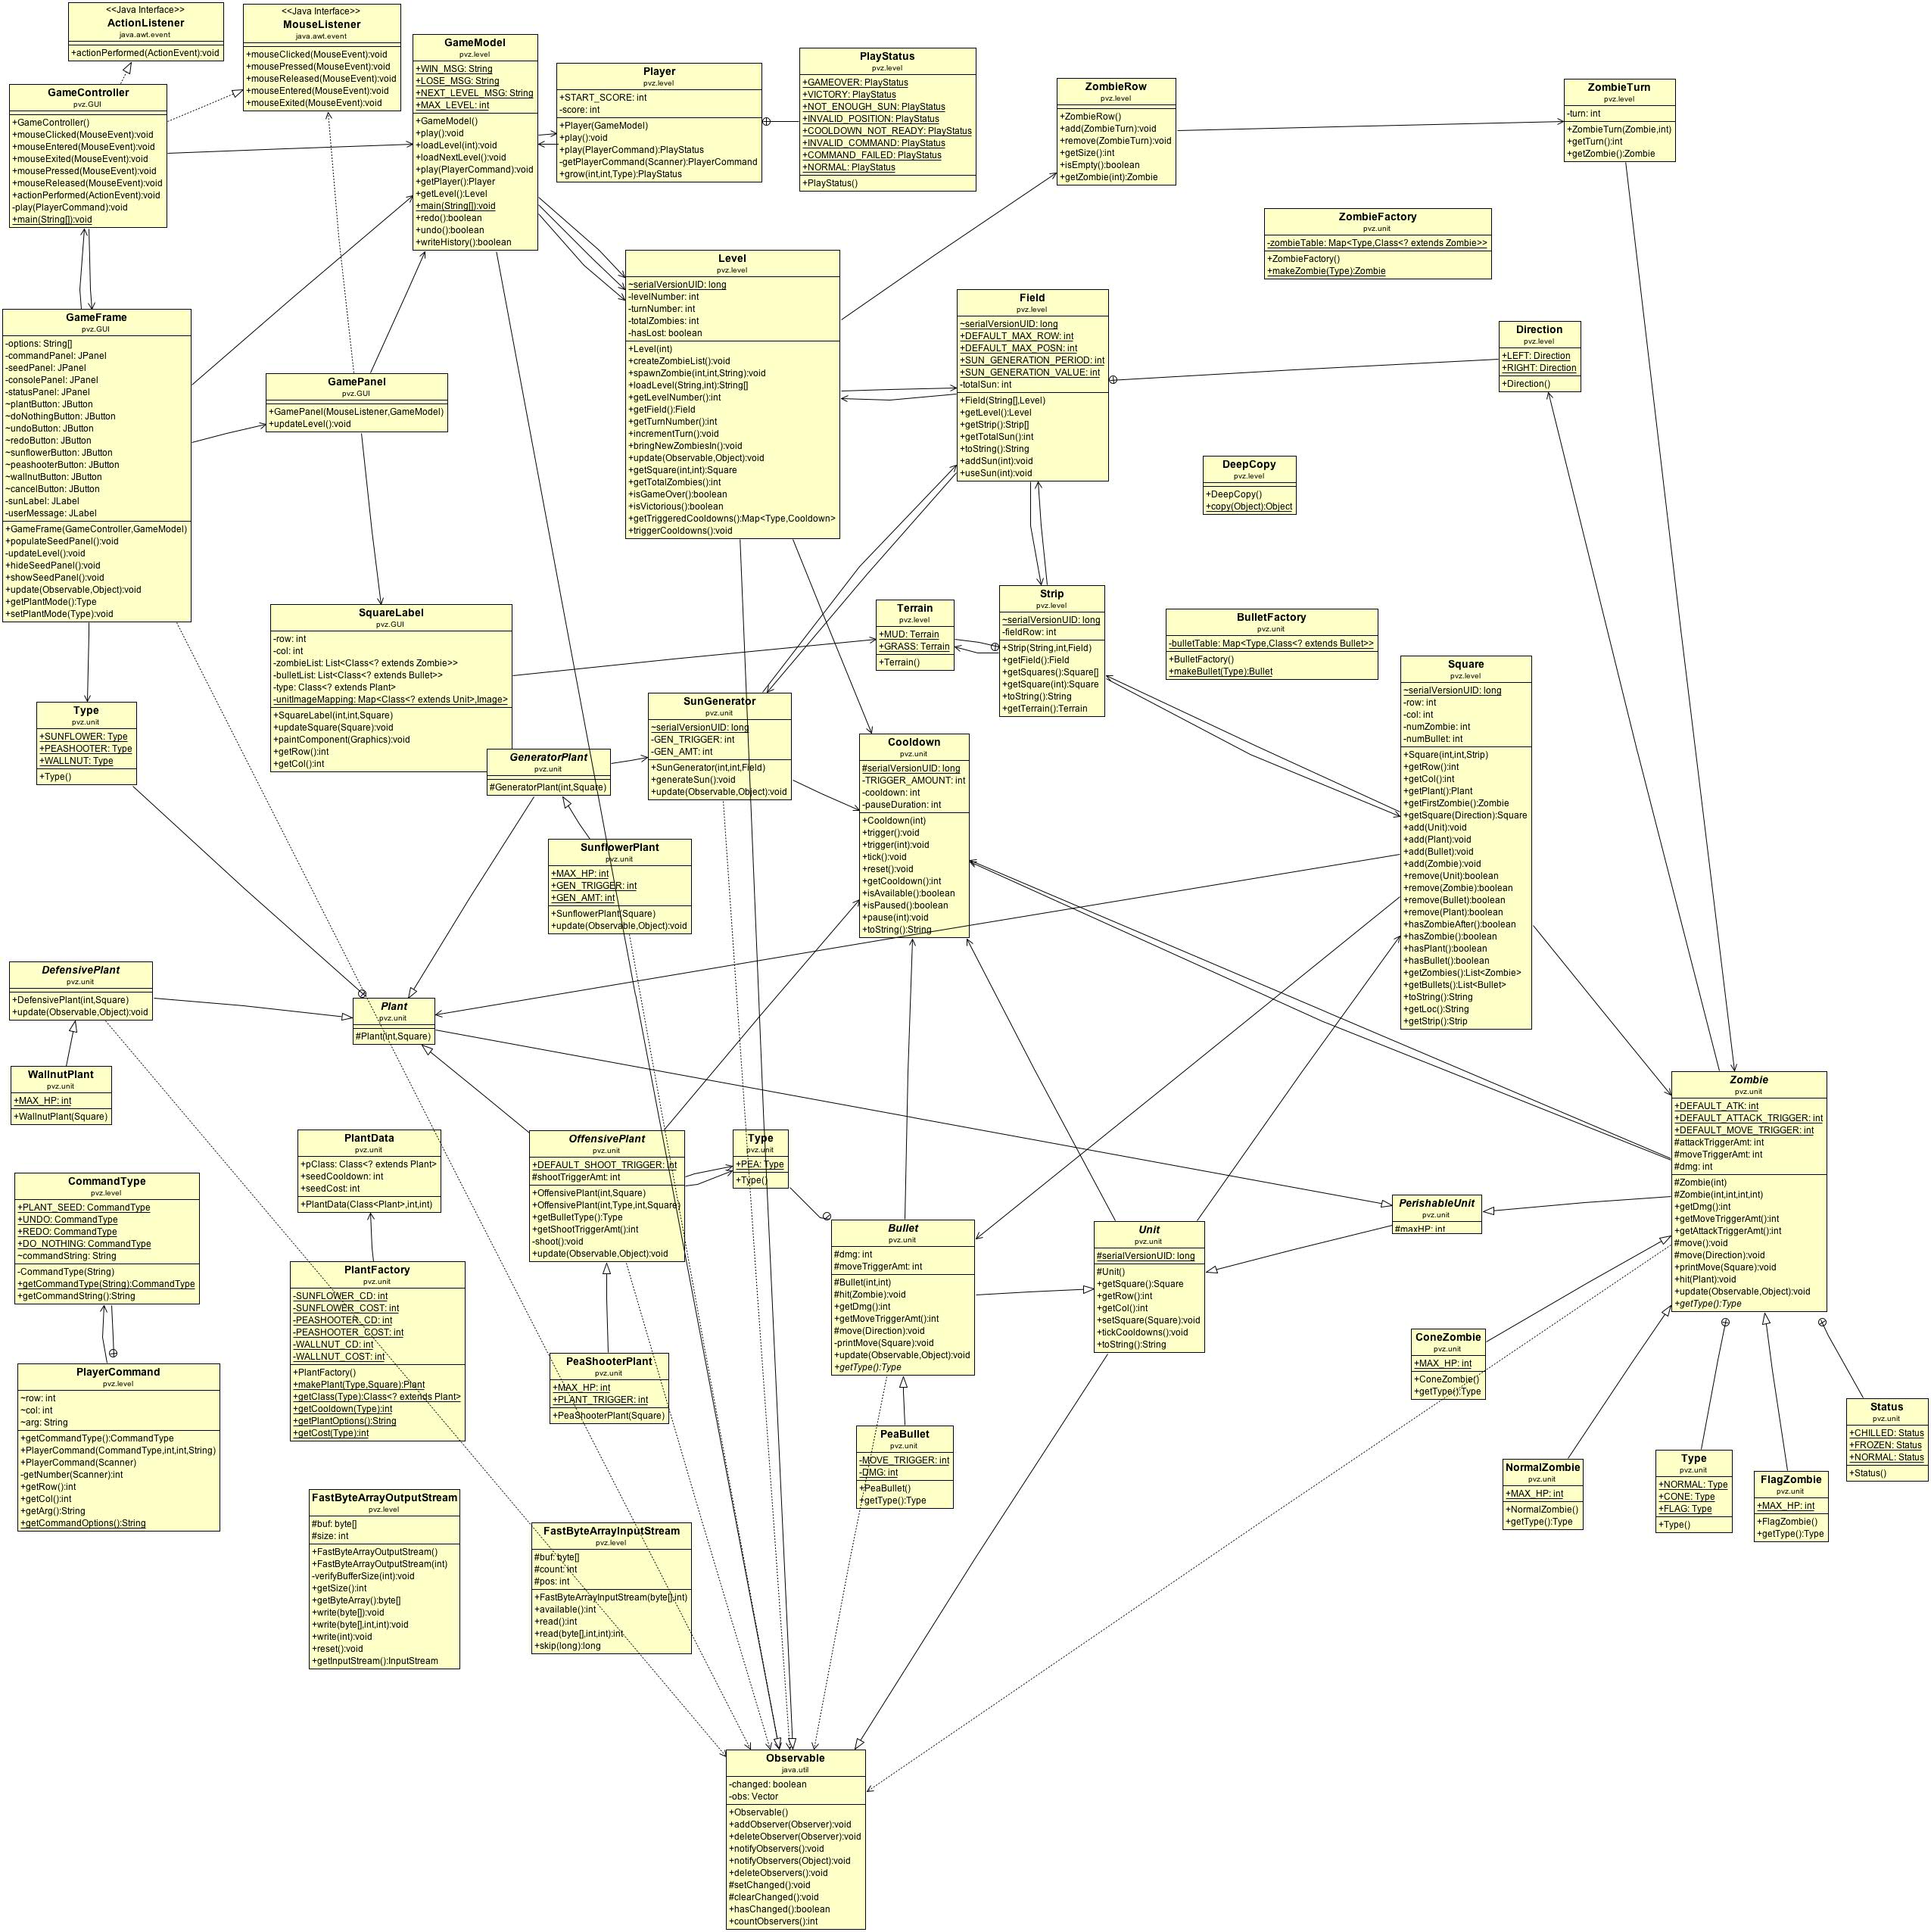 <<Java Interface>>
ActionListener
java.awt.event
+actionPerformed(ActionEvent):void
<<Java Interface>>
MouseListener
java.awt.event
+mouseClicked(MouseEvent):void
+mousePressed(MouseEvent):void
+mouseReleased(MouseEvent):void
+mouseEntered(MouseEvent):void
+mouseExited(MouseEvent):void
GameModel
pvz.level
+WIN_MSG: String
+LOSE_MSG: String
+NEXT_LEVEL_MSG: String
+MAX_LEVEL: int
+GameModel()
+play():void
+loadLevel(int):void
+loadNextLevel():void
+play(PlayerCommand):void
+getPlayer():Player
+getLevel():Level
+main(String[]):void
+redo():boolean
+undo():boolean
+writeHistory():boolean
Player
pvz.level
+START_SCORE: int
-score: int
+Player(GameModel)
+play():void
+play(PlayerCommand):PlayStatus
-getPlayerCommand(Scanner):PlayerCommand
+grow(int,int,Type):PlayStatus
PlayStatus
pvz.level
+GAMEOVER: PlayStatus
+VICTORY: PlayStatus
+NOT_ENOUGH_SUN: PlayStatus
+INVALID_POSITION: PlayStatus
+COOLDOWN_NOT_READY: PlayStatus
+INVALID_COMMAND: PlayStatus
+COMMAND_FAILED: PlayStatus
+NORMAL: PlayStatus
+PlayStatus()
ZombieRow
pvz.level
+ZombieRow()
+add(ZombieTurn):void
+remove(ZombieTurn):void
+getSize():int
+isEmpty():boolean
+getZombie(int):Zombie
ZombieTurn
pvz.level
-turn: int
+ZombieTurn(Zombie,int)
+getTurn():int
+getZombie():Zombie
GameController
pvz.GUI
+GameController()
+mouseClicked(MouseEvent):void
+mouseEntered(MouseEvent):void
+mouseExited(MouseEvent):void
+mousePressed(MouseEvent):void
+mouseReleased(MouseEvent):void
+actionPerformed(ActionEvent):void
-play(PlayerCommand):void
+main(String[]):void
ZombieFactory
pvz.unit
-zombieTable: Map<Type,Class<? extends Zombie>>
+ZombieFactory()
+makeZombie(Type):Zombie
Level
pvz.level
~serialVersionUID: long
-levelNumber: int
-turnNumber: int
-totalZombies: int
-hasLost: boolean
+Level(int)
+createZombieList():void
+spawnZombie(int,int,String):void
+loadLevel(String,int):String[]
+getLevelNumber():int
+getField():Field
+getTurnNumber():int
+incrementTurn():void
+bringNewZombiesIn():void
+update(Observable,Object):void
+getSquare(int,int):Square
+getTotalZombies():int
+isGameOver():boolean
+isVictorious():boolean
+getTriggeredCooldowns():Map<Type,Cooldown>
+triggerCooldowns():void
Field
pvz.level
~serialVersionUID: long
+DEFAULT_MAX_ROW: int
+DEFAULT_MAX_POSN: int
+SUN_GENERATION_PERIOD: int
+SUN_GENERATION_VALUE: int
-totalSun: int
+Field(String[],Level)
+getLevel():Level
+getStrip():Strip[]
+getTotalSun():int
+toString():String
+addSun(int):void
+useSun(int):void
Direction
pvz.level
+LEFT: Direction
+RIGHT: Direction
+Direction()
GameFrame
pvz.GUI
-options: String[]
-commandPanel: JPanel
-seedPanel: JPanel
-consolePanel: JPanel
-statusPanel: JPanel
~plantButton: JButton
~doNothingButton: JButton
~undoButton: JButton
~redoButton: JButton
~sunflowerButton: JButton
~peashooterButton: JButton
~wallnutButton: JButton
~cancelButton: JButton
-sunLabel: JLabel
-userMessage: JLabel
+GameFrame(GameController,GameModel)
+populateSeedPanel():void
-updateLevel():void
+hideSeedPanel():void
+showSeedPanel():void
+update(Observable,Object):void
+getPlantMode():Type
+setPlantMode(Type):void
GamePanel
pvz.GUI
+GamePanel(MouseListener,GameModel)
+updateLevel():void
DeepCopy
pvz.level
+DeepCopy()
+copy(Object):Object
SquareLabel
pvz.GUI
-row: int
-col: int
-zombieList: List<Class<? extends Zombie>>
-bulletList: List<Class<? extends Bullet>>
-type: Class<? extends Plant>
-unitImageMapping: Map<Class<? extends Unit>,Image>
+SquareLabel(int,int,Square)
+updateSquare(Square):void
+paintComponent(Graphics):void
+getRow():int
+getCol():int
Terrain
pvz.level
+MUD: Terrain
+GRASS: Terrain
+Terrain()
Strip
pvz.level
~serialVersionUID: long
-fieldRow: int
+Strip(String,int,Field)
+getField():Field
+getSquares():Square[]
+getSquare(int):Square
+toString():String
+getTerrain():Terrain
BulletFactory
pvz.unit
-bulletTable: Map<Type,Class<? extends Bullet>>
+BulletFactory()
+makeBullet(Type):Bullet
Square
pvz.level
~serialVersionUID: long
-row: int
-col: int
-numZombie: int
-numBullet: int
+Square(int,int,Strip)
+getRow():int
+getCol():int
+getPlant():Plant
+getFirstZombie():Zombie
+getSquare(Direction):Square
+add(Unit):void
+add(Plant):void
+add(Bullet):void
+add(Zombie):void
+remove(Unit):boolean
+remove(Zombie):boolean
+remove(Bullet):boolean
+remove(Plant):boolean
+hasZombieAfter():boolean
+hasZombie():boolean
+hasPlant():boolean
+hasBullet():boolean
+getZombies():List<Zombie>
+getBullets():List<Bullet>
+toString():String
+getLoc():String
+getStrip():Strip
Type
pvz.unit
+SUNFLOWER: Type
+PEASHOOTER: Type
+WALLNUT: Type
+Type()
SunGenerator
pvz.unit
~serialVersionUID: long
-GEN_TRIGGER: int
-GEN_AMT: int
+SunGenerator(int,int,Field)
+generateSun():void
+update(Observable,Object):void
GeneratorPlant
pvz.unit
#GeneratorPlant(int,Square)
Cooldown
pvz.unit
#serialVersionUID: long
-TRIGGER_AMOUNT: int
-cooldown: int
-pauseDuration: int
+Cooldown(int)
+trigger():void
+trigger(int):void
+tick():void
+reset():void
+getCooldown():int
+isAvailable():boolean
+isPaused():boolean
+pause(int):void
+toString():String
SunflowerPlant
pvz.unit
+MAX_HP: int
+GEN_TRIGGER: int
+GEN_AMT: int
+SunflowerPlant(Square)
+update(Observable,Object):void
DefensivePlant
pvz.unit
+DefensivePlant(int,Square)
+update(Observable,Object):void
Plant
pvz.unit
#Plant(int,Square)
WallnutPlant
pvz.unit
+MAX_HP: int
+WallnutPlant(Square)
Zombie
pvz.unit
+DEFAULT_ATK: int
+DEFAULT_ATTACK_TRIGGER: int
+DEFAULT_MOVE_TRIGGER: int
#attackTriggerAmt: int
#moveTriggerAmt: int
#dmg: int
#Zombie(int)
#Zombie(int,int,int,int)
+getDmg():int
+getMoveTriggerAmt():int
+getAttackTriggerAmt():int
#move():void
#move(Direction):void
-printMove(Square):void
+hit(Plant):void
+update(Observable,Object):void
+getType():Type
PlantData
pvz.unit
+pClass: Class<? extends Plant>
+seedCooldown: int
+seedCost: int
+PlantData(Class<Plant>,int,int)
OffensivePlant
pvz.unit
+DEFAULT_SHOOT_TRIGGER: int
#shootTriggerAmt: int
+OffensivePlant(int,Square)
+OffensivePlant(int,Type,int,Square)
+getBulletType():Type
+getShootTriggerAmt():int
-shoot():void
+update(Observable,Object):void
Type
pvz.unit
+PEA: Type
+Type()
CommandType
pvz.level
+PLANT_SEED: CommandType
+UNDO: CommandType
+REDO: CommandType
+DO_NOTHING: CommandType
~commandString: String
-CommandType(String)
+getCommandType(String):CommandType
+getCommandString():String
PerishableUnit
pvz.unit
#maxHP: int
Bullet
pvz.unit
#dmg: int
#moveTriggerAmt: int
#Bullet(int,int)
#hit(Zombie):void
+getDmg():int
+getMoveTriggerAmt():int
#move(Direction):void
-printMove(Square):void
+update(Observable,Object):void
+getType():Type
Unit
pvz.unit
#serialVersionUID: long
#Unit()
+getSquare():Square
+getRow():int
+getCol():int
+setSquare(Square):void
+tickCooldowns():void
+toString():String
PlantFactory
pvz.unit
-SUNFLOWER_CD: int
-SUNFLOWER_COST: int
-PEASHOOTER_CD: int
-PEASHOOTER_COST: int
-WALLNUT_CD: int
-WALLNUT_COST: int
+PlantFactory()
+makePlant(Type,Square):Plant
+getClass(Type):Class<? extends Plant>
+getCooldown(Type):int
+getPlantOptions():String
+getCost(Type):int
ConeZombie
pvz.unit
+MAX_HP: int
+ConeZombie()
+getType():Type
PeaShooterPlant
pvz.unit
+MAX_HP: int
+PLANT_TRIGGER: int
+PeaShooterPlant(Square)
PlayerCommand
pvz.level
~row: int
~col: int
~arg: String
+getCommandType():CommandType
+PlayerCommand(CommandType,int,int,String)
+PlayerCommand(Scanner)
-getNumber(Scanner):int
+getRow():int
+getCol():int
+getArg():String
+getCommandOptions():String
Status
pvz.unit
+CHILLED: Status
+FROZEN: Status
+NORMAL: Status
+Status()
PeaBullet
pvz.unit
-MOVE_TRIGGER: int
-DMG: int
+PeaBullet()
+getType():Type
NormalZombie
pvz.unit
+MAX_HP: int
+NormalZombie()
+getType():Type
Type
pvz.unit
+NORMAL: Type
+CONE: Type
+FLAG: Type
+Type()
FlagZombie
pvz.unit
+MAX_HP: int
+FlagZombie()
+getType():Type
FastByteArrayOutputStream
pvz.level
#buf: byte[]
#size: int
+FastByteArrayOutputStream()
+FastByteArrayOutputStream(int)
-verifyBufferSize(int):void
+getSize():int
+getByteArray():byte[]
+write(byte[]):void
+write(byte[],int,int):void
+write(int):void
+reset():void
+getInputStream():InputStream
FastByteArrayInputStream
pvz.level
#buf: byte[]
#count: int
#pos: int
+FastByteArrayInputStream(byte[],int)
+available():int
+read():int
+read(byte[],int,int):int
+skip(long):long
Observable
java.util
-changed: boolean
-obs: Vector
+Observable()
+addObserver(Observer):void
+deleteObserver(Observer):void
+notifyObservers():void
+notifyObservers(Object):void
+deleteObservers():void
#setChanged():void
#clearChanged():void
+hasChanged():boolean
+countObservers():int